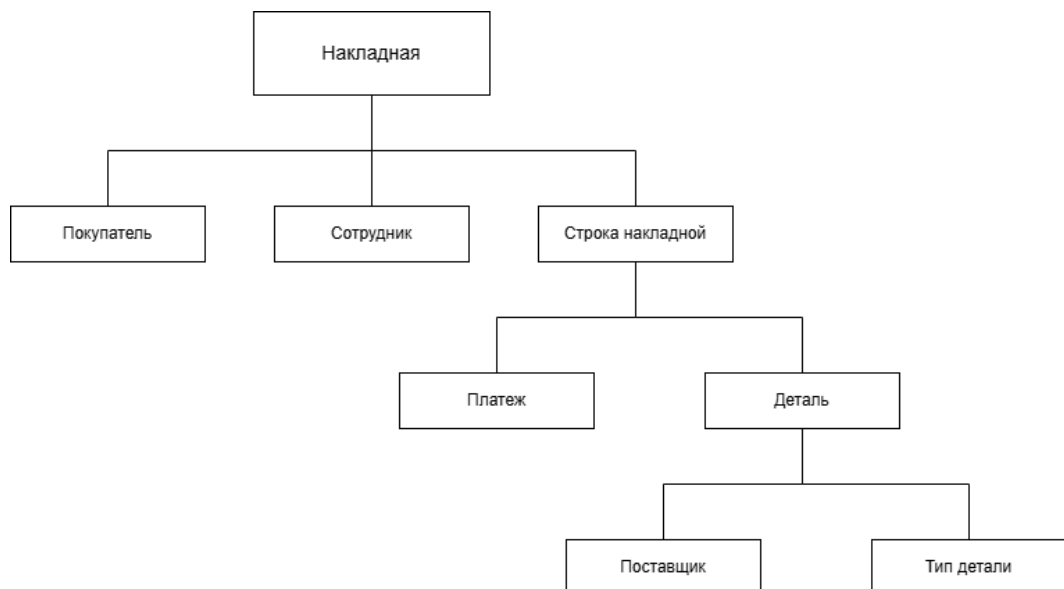 Накладная
Покупатель
Сотрудник
Строка накладной
Платеж
Деталь
Поставщик
Тип детали